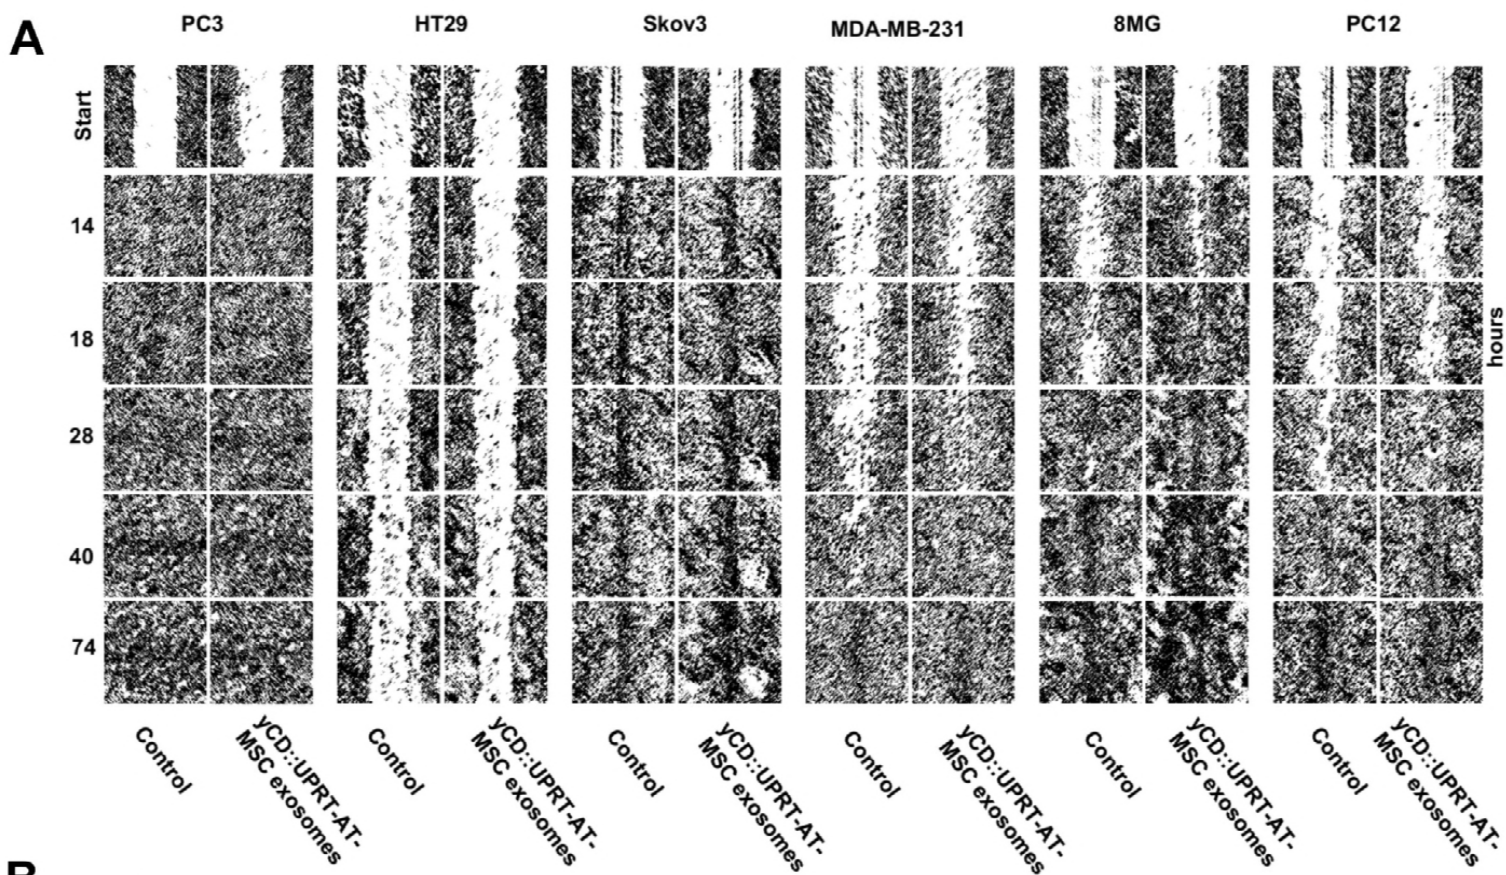 A
PC3
HT29
Skov3
MDA-MB-231
8MG
PC12
Start
14
18
28
40
74
hours
Control
yCD::UPRT-AT-
MSC exosomes
Control
yCD::UPRT-AT-
MSC exosomes
Control
yCD::UPRT-AT-
MSC exosomes
Control
yCD::UPRT-AT-
MSC exosomes
Control
yCD::UPRT-AT-
MSC exosomes
Control
yCD::UPRT-AT-
MSC exosomes
B